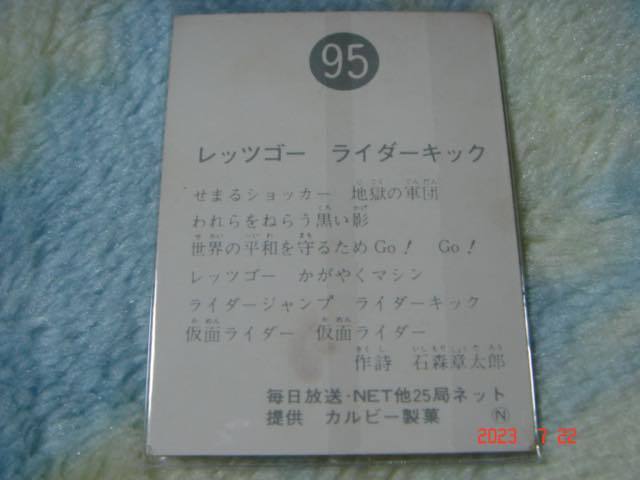 95
レッツゴー　ライダーキック
せまるショッカー　地獄の軍団
われらをねらう黒い影
世界の平和を守るためGo!　Go!
レッツゴー　かがやくマシン
ライダージャンプ　ライダーキック
仮面ライダー　仮面ライダー
作詩　石森章太郎
毎日放送・NET他25局ネット
提供　カルビー製菓　Ⓝ
2023. 7 22